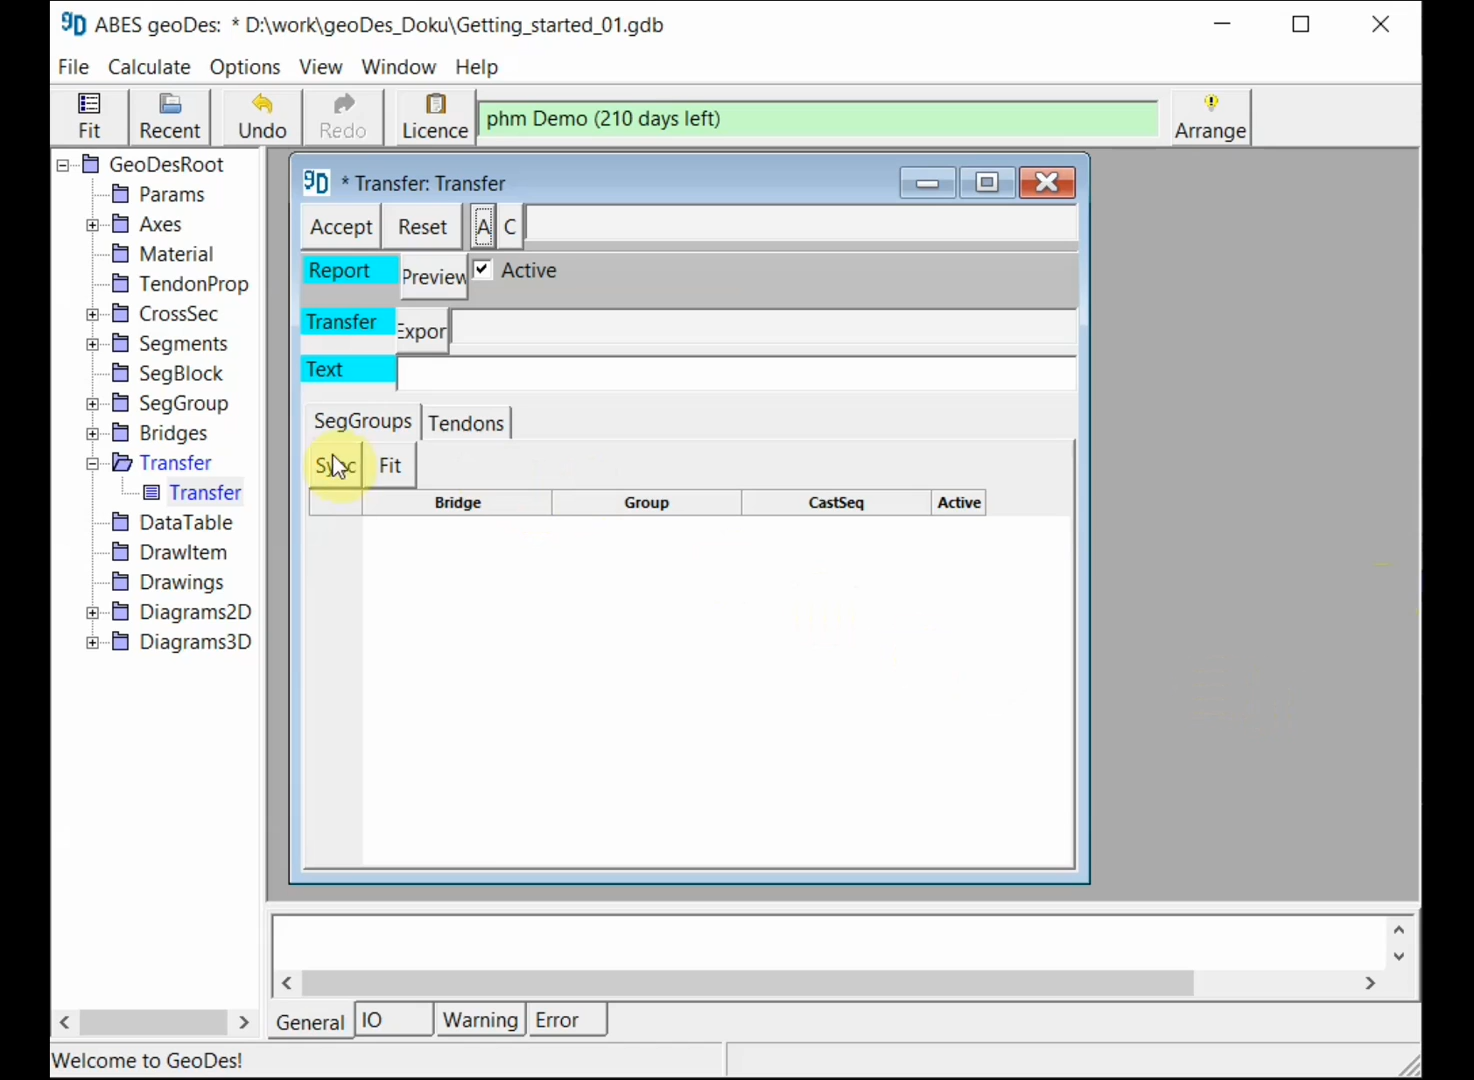 gD ABES geoDes: * D:\work\geoDes_Doku\Getting_started_01.gdb
File Calculate Options View Window Help
Fit Recent Undo Redo Licence phm Demo (210 days left) Arrange
GeoDesRoot
Params
Axes
Material
TendonProp
CrossSec
Segments
SegBlock
SegGroup
Bridges
Transfer
Transfer
DataTable
DrawItem
Drawings
Diagrams2D
Diagrams3D
gD * Transfer: Transfer
Accept Reset A C
Report Preview Active
Transfer Expor
Text
SegGroups Tendons
Sync Fit
Bridge Group CastSeq Active
General IO Warning Error
Welcome to GeoDes!